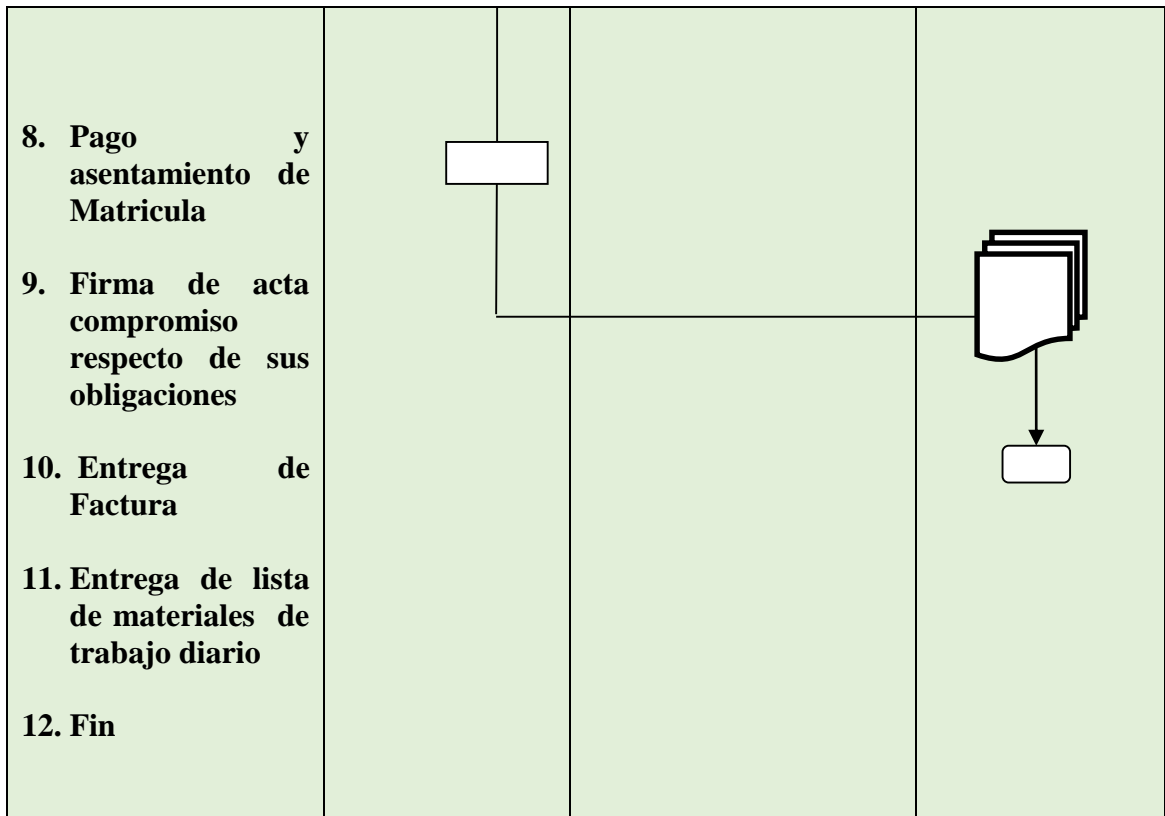 8. Pago y
asentamiento de
Matricula
9. Firma de acta
compromiso
respecto de sus
obligaciones
10. Entrega de
Factura
11. Entrega de lista
de materiales de
trabajo diario
12. Fin